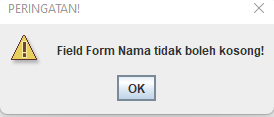 PERINGATAN!
Field Form Nama tidak boleh kosong!
OK